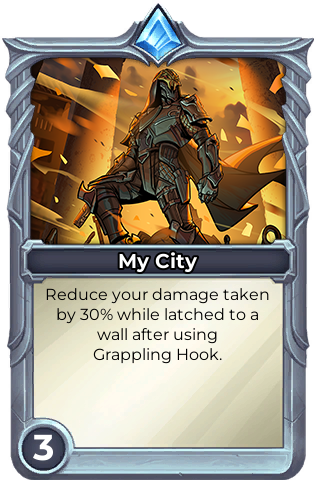 My City
Reduce your damage taken
by 30% while latched to a
wall after using
Grappling Hook.
3